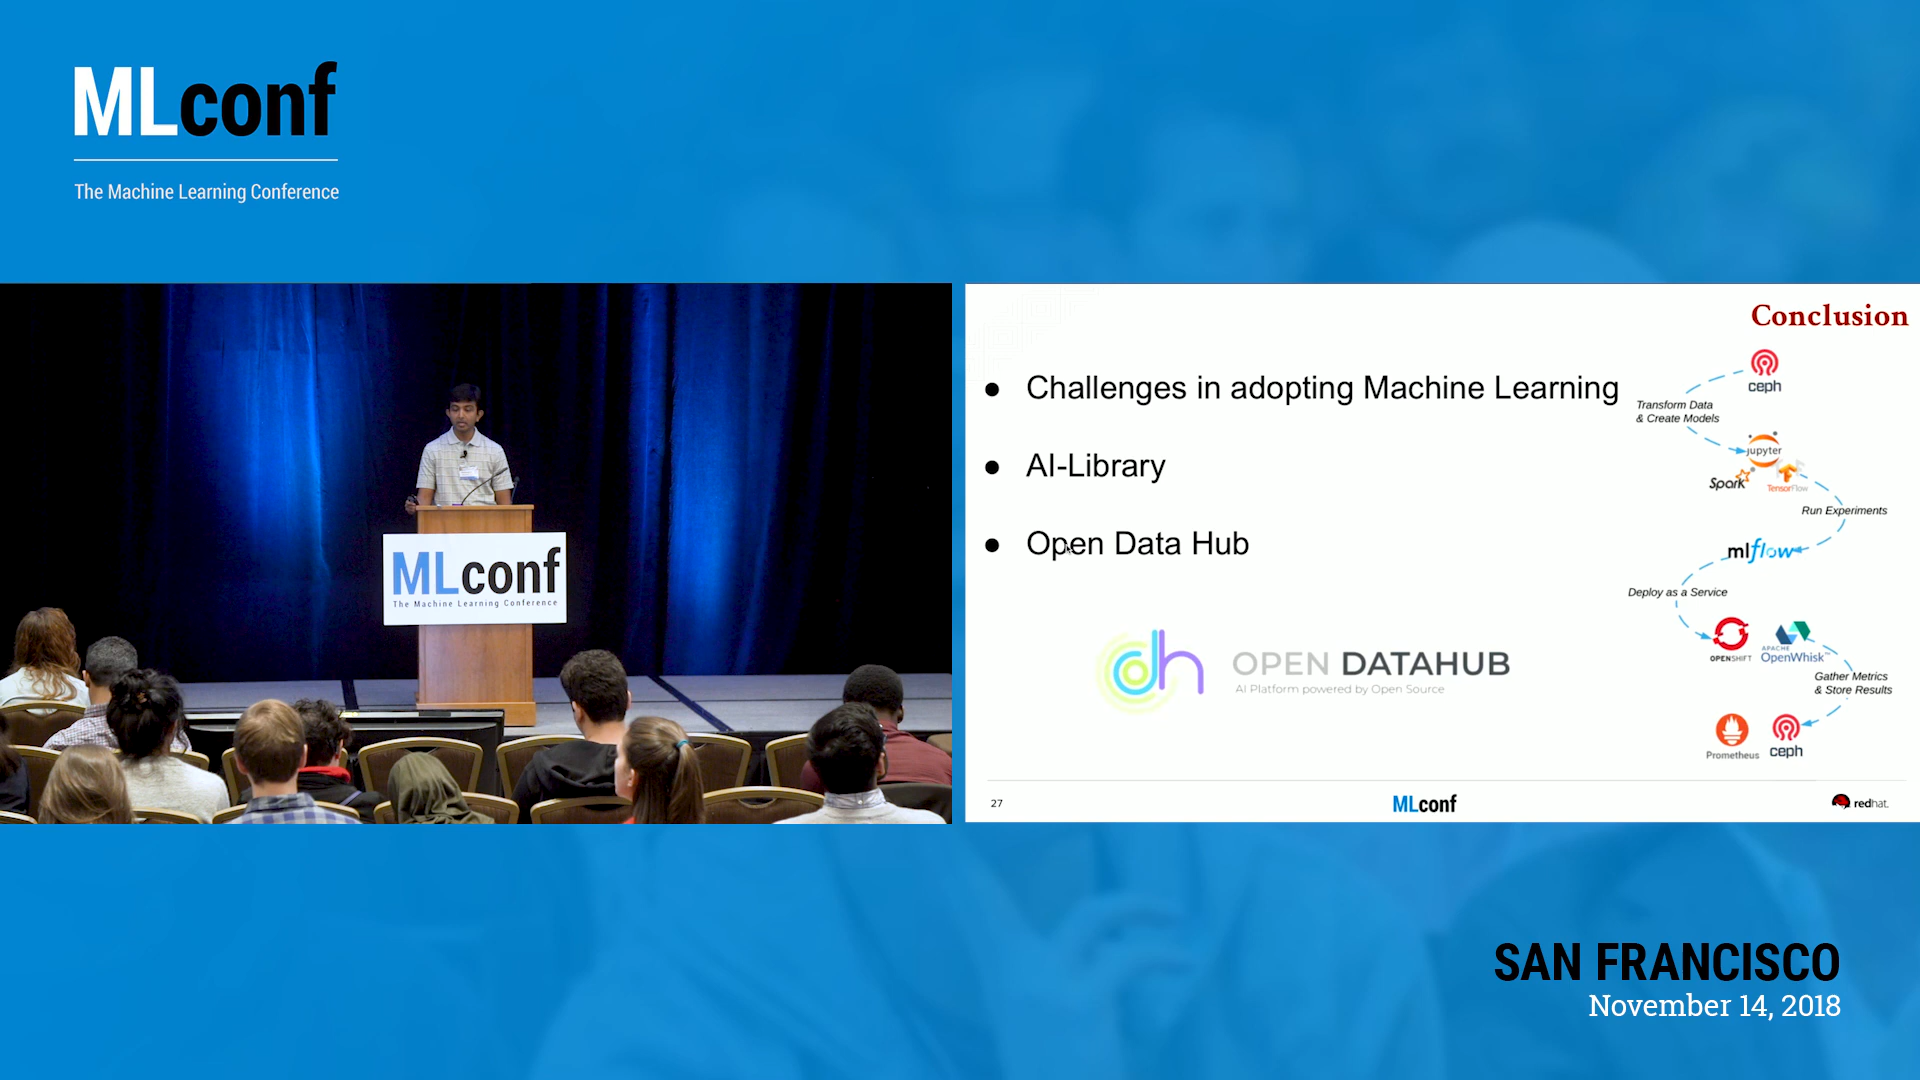 MLconf
The Machine Learning Conference
MLconf
The Machine Learning Conference
Conclusion
● Challenges in adopting Machine Learning
● AI-Library
● Open Data Hub
OPEN DATAHUB
AI Platform powered by Open Source
ceph
Transform Data
& Create Models
jupyter
Spark
TensorFlow
Run Experiments
mlflow
Deploy as a Service
OPENSHIFT
APACHE
OpenWhisk™
Gather Metrics
& Store Results
Prometheus
ceph
27
MLconf
redhat.
SAN FRANCISCO
November 14, 2018